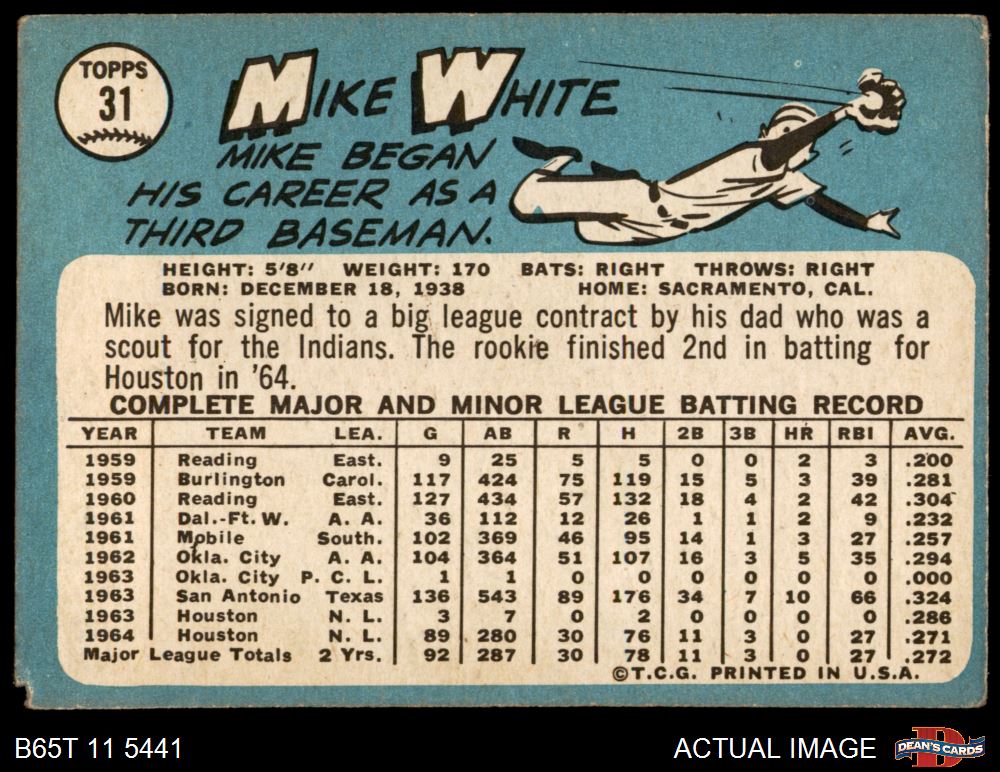 TOPPS
31
MIKE WHITE
MIKE BEGAN
HIS CAREER AS A
THIRD BASEMAN.
HEIGHT: 5'8" WEIGHT: 170 BATS: RIGHT THROWS: RIGHT
BORN: DECEMBER 18, 1938 HOME: SACRAMENTO, CAL.
Mike was signed to a big league contract by his dad who was a
scout for the Indians. The rookie finished 2nd in batting for
Houston in '64.
COMPLETE MAJOR AND MINOR LEAGUE BATTING RECORD
YEAR TEAM LEA. G AB R H 2B 3B HR RBI AVG.
1959 Reading East. 9 25 5 5 0 0 2 3 .200
1959 Burlington Carol. 117 424 75 119 15 5 3 39 .281
1960 Reading East. 127 434 57 132 18 4 2 42 .304
1961 Dal.-Ft. W. A. A. 36 112 12 26 1 1 2 9 .232
1961 Mobile South. 102 369 46 95 14 1 3 27 .257
1962 Okla. City A. A. 104 364 51 107 16 3 5 35 .294
1963 Okla. City P. C. L. 1 1 0 0 0 0 0 0 .000
1963 San Antonio Texas 136 543 89 176 34 7 10 66 .324
1963 Houston N. L. 3 7 0 2 0 0 0 0 .286
1964 Houston N. L. 89 280 30 76 11 3 0 27 .271
Major League Totals 2 Yrs. 92 287 30 78 11 3 0 27 .272
©T.C.G. PRINTED IN U.S.A.
B65T 11 5441 ACTUAL IMAGE DEAN'S CARDS